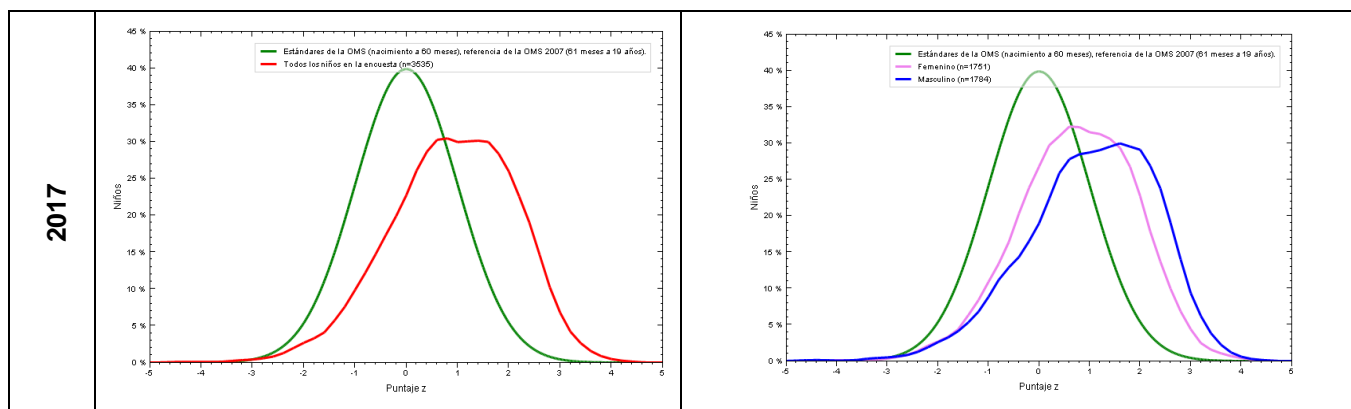 2017
45 %
40 %
35 %
30 %
25 %
20 %
15 %
10 %
5 %
0 %
Niños
Estándares de la OMS (nacimiento a 60 meses), referencia de la OMS 2007 (61 meses a 19 años).
Todos los niños en la encuesta (n=3535)
-5 -4 -3 -2 -1 0 1 2 3 4 5
Puntaje z
45 %
40 %
35 %
30 %
25 %
20 %
15 %
10 %
5 %
0 %
Niños
Estándares de la OMS (nacimiento a 60 meses), referencia de la OMS 2007 (61 meses a 19 años).
Femenino (n=1751)
Masculino (n=1784)
-5 -4 -3 -2 -1 0 1 2 3 4 5
Puntaje z